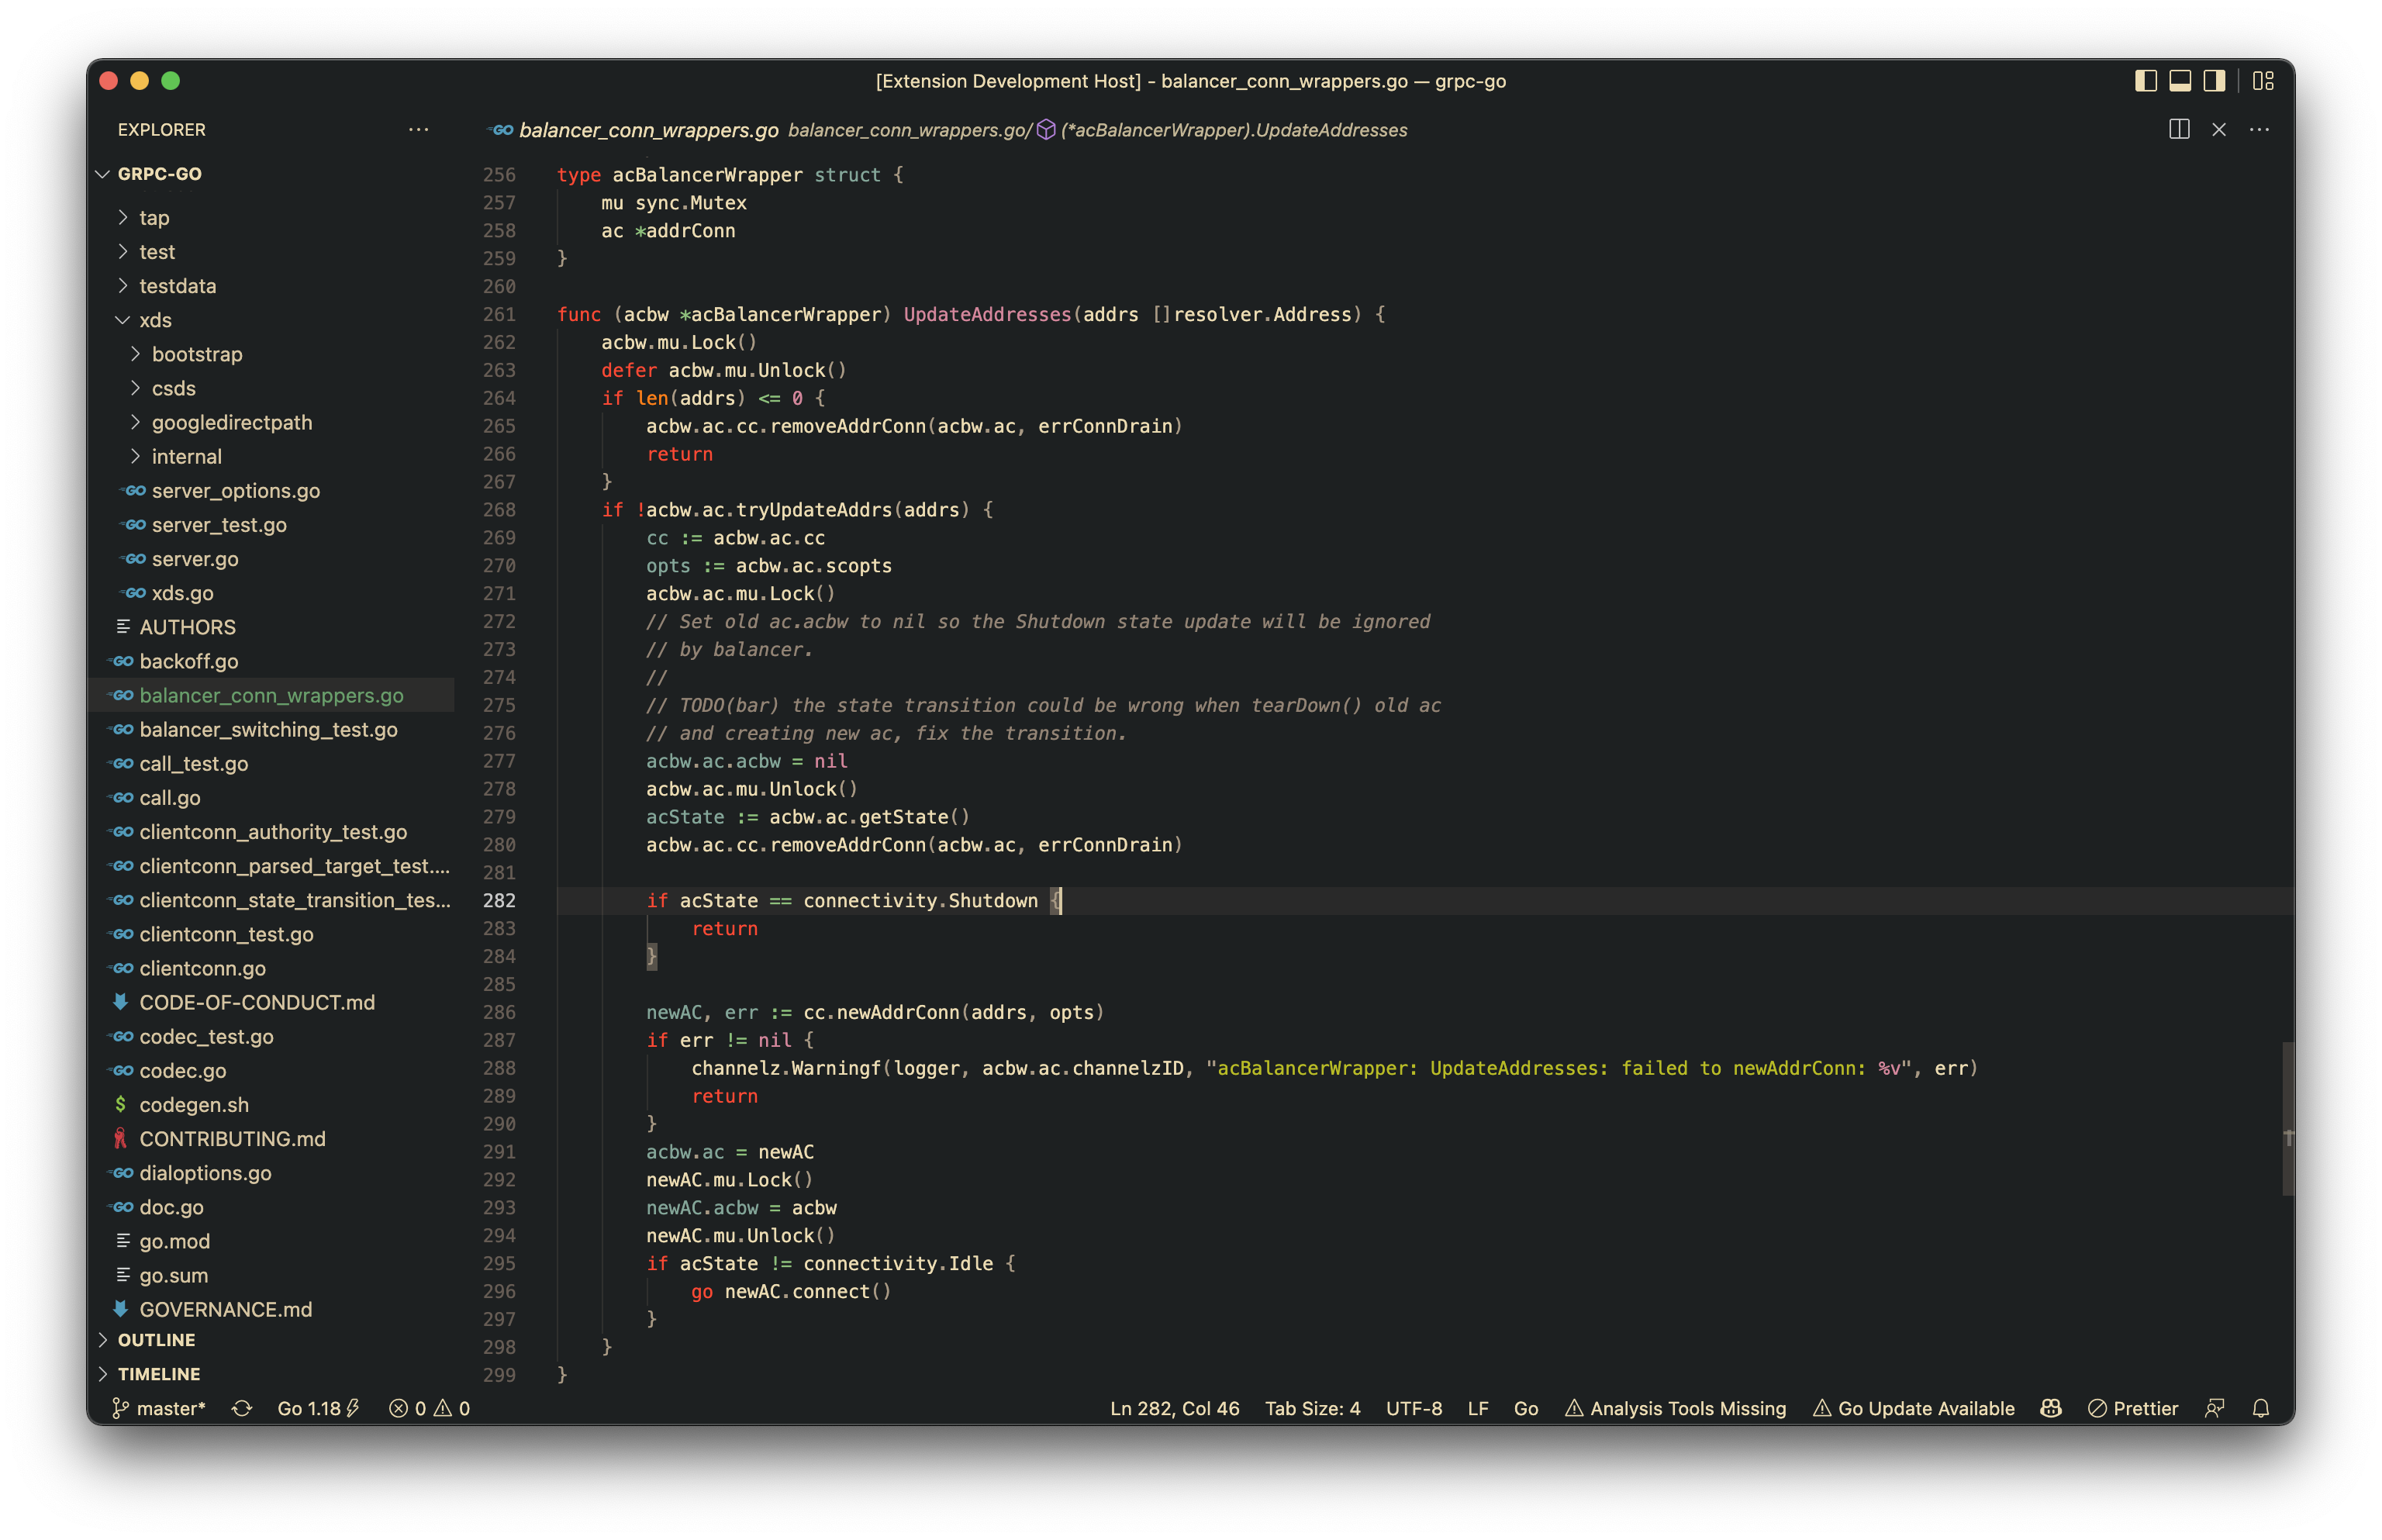 [Extension Development Host] - balancer_conn_wrappers.go — grpc-go
EXPLORER
GRPC-GO
tap
test
testdata
xds
bootstrap
csds
googledirectpath
internal
server_options.go
server_test.go
server.go
xds.go
AUTHORS
backoff.go
balancer_conn_wrappers.go
balancer_switching_test.go
call_test.go
call.go
clientconn_authority_test.go
clientconn_parsed_target_test....
clientconn_state_transition_tes...
clientconn_test.go
clientconn.go
CODE-OF-CONDUCT.md
codec_test.go
codec.go
codegen.sh
CONTRIBUTING.md
dialoptions.go
doc.go
go.mod
go.sum
GOVERNANCE.md
OUTLINE
TIMELINE
balancer_conn_wrappers.go balancer_conn_wrappers.go/ (*acBalancerWrapper).UpdateAddresses
256 type acBalancerWrapper struct {
257 mu sync.Mutex
258 ac *addrConn
259 }
260
261 func (acbw *acBalancerWrapper) UpdateAddresses(addrs []resolver.Address) {
262 acbw.mu.Lock()
263 defer acbw.mu.Unlock()
264 if len(addrs) <= 0 {
265 acbw.ac.cc.removeAddrConn(acbw.ac, errConnDrain)
266 return
267 }
268 if !acbw.ac.tryUpdateAddrs(addrs) {
269 cc := acbw.ac.cc
270 opts := acbw.ac.scopts
271 acbw.ac.mu.Lock()
272 // Set old ac.acbw to nil so the Shutdown state update will be ignored
273 // by balancer.
274 //
275 // TODO(bar) the state transition could be wrong when tearDown() old ac
276 // and creating new ac, fix the transition.
277 acbw.ac.acbw = nil
278 acbw.ac.mu.Unlock()
279 acState := acbw.ac.getState()
280 acbw.ac.cc.removeAddrConn(acbw.ac, errConnDrain)
281
282 if acState == connectivity.Shutdown {
283 return
284 }
285
286 newAC, err := cc.newAddrConn(addrs, opts)
287 if err != nil {
288 channelz.Warningf(logger, acbw.ac.channelzID, "acBalancerWrapper: UpdateAddresses: failed to newAddrConn: %v", err)
289 return
290 }
291 acbw.ac = newAC
292 newAC.mu.Lock()
293 newAC.acbw = acbw
294 newAC.mu.Unlock()
295 if acState != connectivity.Idle {
296 go newAC.connect()
297 }
298 }
299 }
master* Go 1.18 0 0 Ln 282, Col 46 Tab Size: 4 UTF-8 LF Go Analysis Tools Missing Go Update Available Prettier